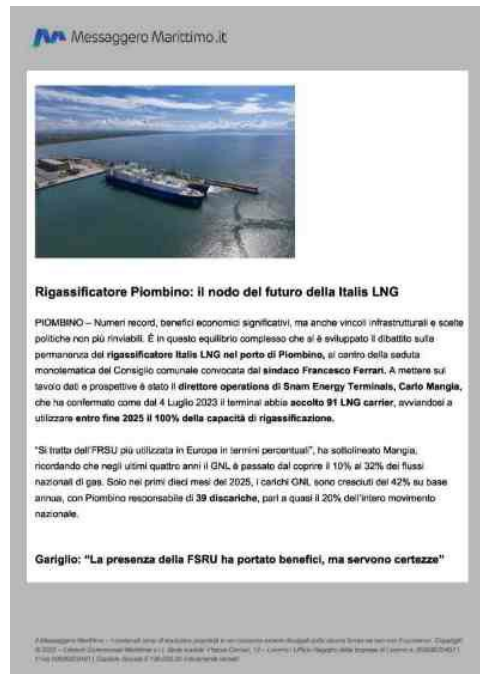 Messaggero Marittimo.it
Rigassificatore Piombino: il nodo del futuro della Italis LNG
PIOMBINO – Numeri record, benefici economici significativi, ma anche vincoli infrastrutturali e scelte
politiche non più rinviabili. È in questo equilibrio complesso che si è sviluppato il dibattito sulla
permanenza del rigassificatore Italis LNG nel porto di Piombino, al centro della seduta
monotematica del Consiglio comunale convocata dal sindaco Francesco Ferrari. A mettere sul
tavolo dati e prospettive è stato il direttore operations di Snam Energy Terminals, Carlo Mangia,
che ha confermato come dal 4 Luglio 2023 il terminal abbia accolto 91 LNG carrier, avviandosi a
utilizzare entro fine 2025 il 100% della capacità di rigassificazione.
"Si tratta dell'FRSU più utilizzata in Europa in termini percentuali", ha sottolineato Mangia,
ricordando che negli ultimi quattro anni il GNL è passato dal coprire il 10% al 32% dei flussi
nazionali di gas. Solo nei primi dieci mesi del 2025, i carichi GNL sono cresciuti del 42% su base
annua, con Piombino responsabile di 39 discariche, pari a quasi il 20% dell'intero movimento
nazionale.
Gariglio: "La presenza della FSRU ha portato benefici, ma servono certezze"